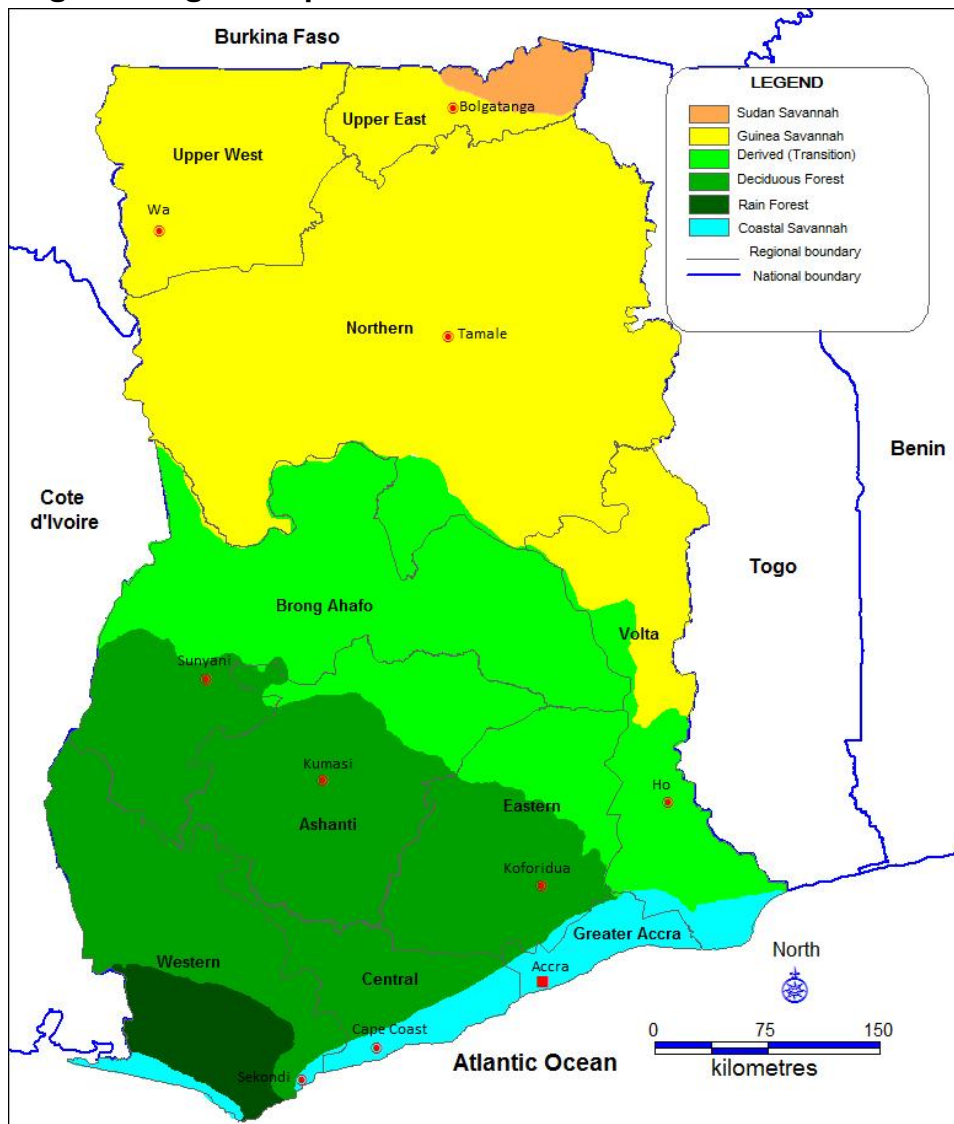 Burkina Faso
LEGEND
Sudan Savannah
Guinea Savannah
Derived (Transition)
Deciduous Forest
Rain Forest
Coastal Savannah
Regional boundary
National boundary
Bolgatanga
Upper East
Upper West
Wa
Northern
Tamale
Benin
Cote
d'Ivoire
Togo
Brong Ahafo
Volta
Sunyani
Kumasi
Ho
Eastern
Ashanti
Koforidua
Greater Accra
North
Western
Central
Accra
Cape Coast
0 75 150
kilometres
Atlantic Ocean
Sekondi